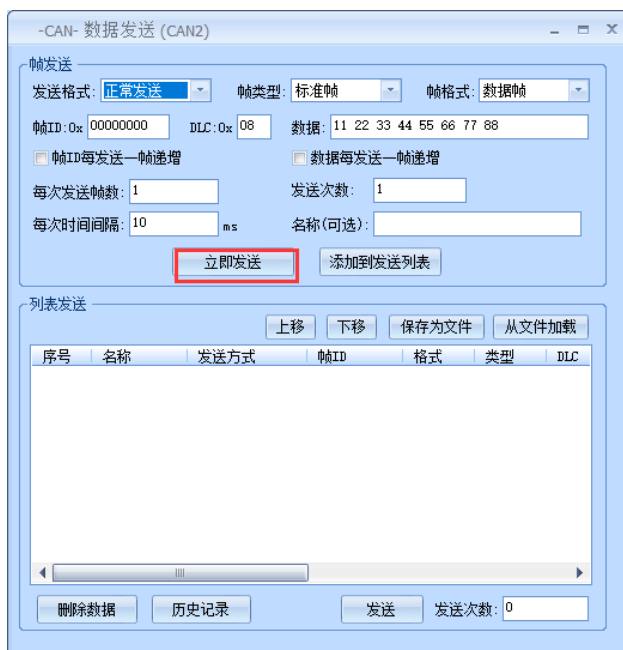 -CAN- 数据发送 (CAN2)
帧发送
发送格式: 正常发送 帧类型: 标准帧 帧格式: 数据帧
帧ID:0x 00000000 DLC:0x 08 数据: 11 22 33 44 55 66 77 88
帧ID每发送一帧递增 数据每发送一帧递增
每次发送帧数: 1 发送次数: 1
每次时间间隔: 10 ms 名称(可选):
立即发送 添加到发送列表
列表发送
上移 下移 保存为文件 从文件加载
序号 名称 发送方式 帧ID 格式 类型 DLC
删除数据 历史记录 发送 发送次数: 0